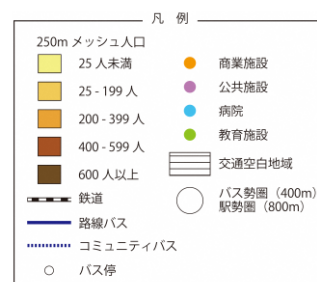 凡 例
250m メッシュ人口
25 人未満
25 - 199 人
200 - 399 人
400 - 599 人
600 人以上
鉄道
路線バス
コミュニティバス
バス停
商業施設
公共施設
病院
教育施設
交通空白地域
バス勢圏（400m）
駅勢圏（800m）